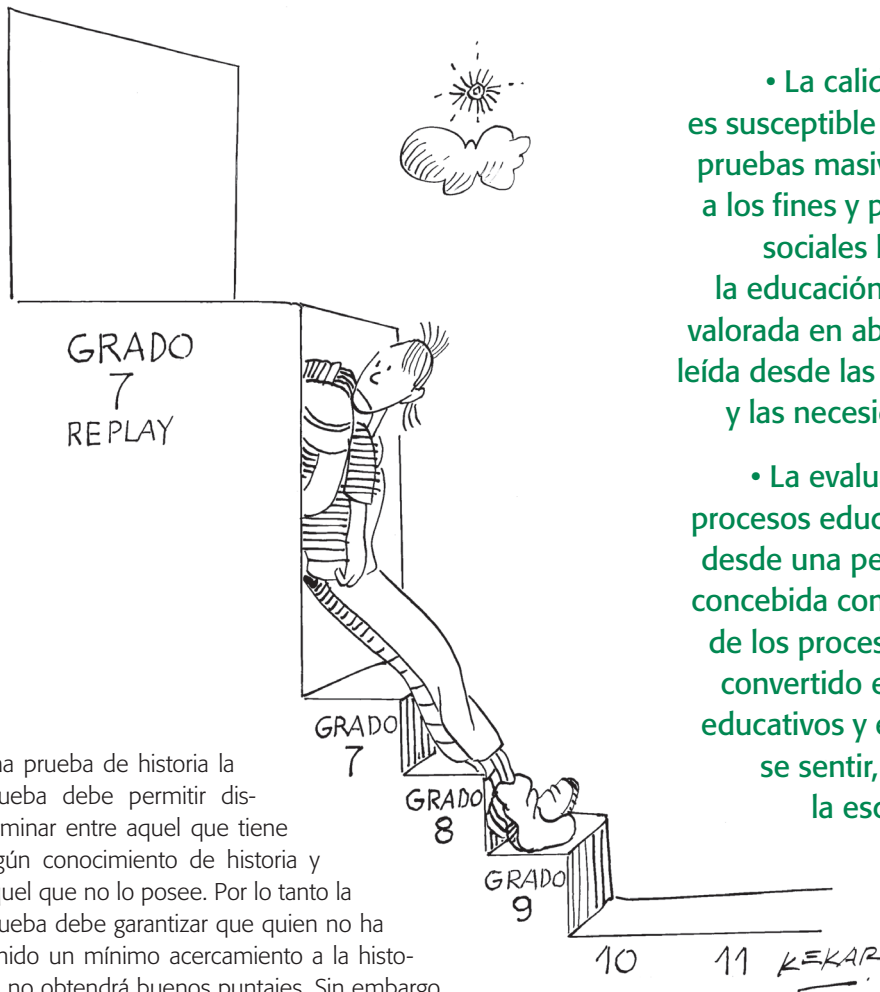 GRADO
7
REPLAY
GRADO
7
GRADO
8
GRADO
9
10 11 KEKAR
• La calid
es susceptible
pruebas masiv
a los fines y p
sociales
la educación
valorada en ab
leída desde las
y las necesi
• La evalu
procesos educ
desde una pe
concebida con
de los proces
convertido e
educativos y e
se sentir,
la esc
na prueba de historia la
ueba debe permitir dis-
minar entre aquel que tiene
gún conocimiento de historia y
quel que no lo posee. Por lo tanto la
ueba debe garantizar que quien no ha
nido un mínimo acercamiento a la histo-
no obtendrá buenos puntajes. Sin embargo